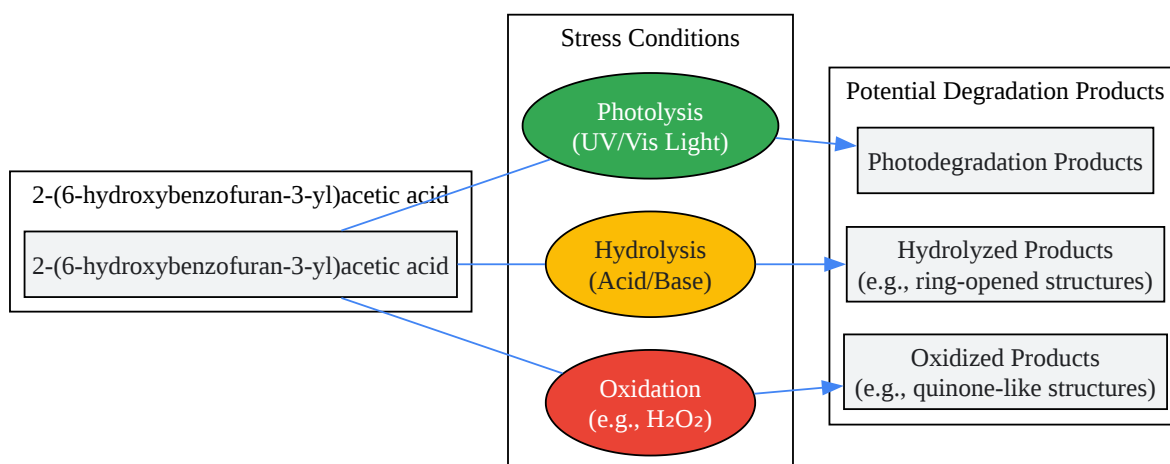 Stress Conditions
Photolysis
(UV/Vis Light)
Potential Degradation Products
Photodegradation Products
2-(6-hydroxybenzofuran-3-yl)acetic acid
2-(6-hydroxybenzofuran-3-yl)acetic acid
Hydrolysis
(Acid/Base)
Hydrolyzed Products
(e.g., ring-opened structures)
Oxidation
(e.g., H₂O₂)
Oxidized Products
(e.g., quinone-like structures)